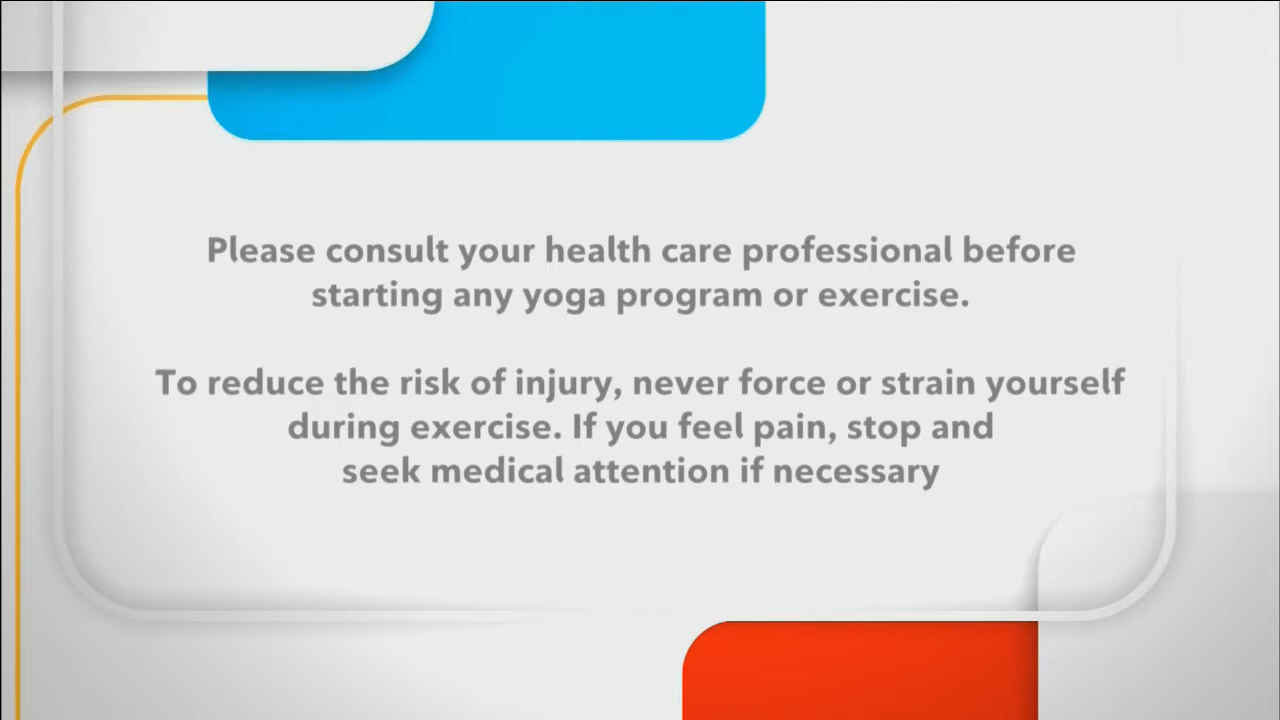 Please consult your health care professional before
starting any yoga program or exercise.
To reduce the risk of injury, never force or strain yourself
during exercise. If you feel pain, stop and
seek medical attention if necessary